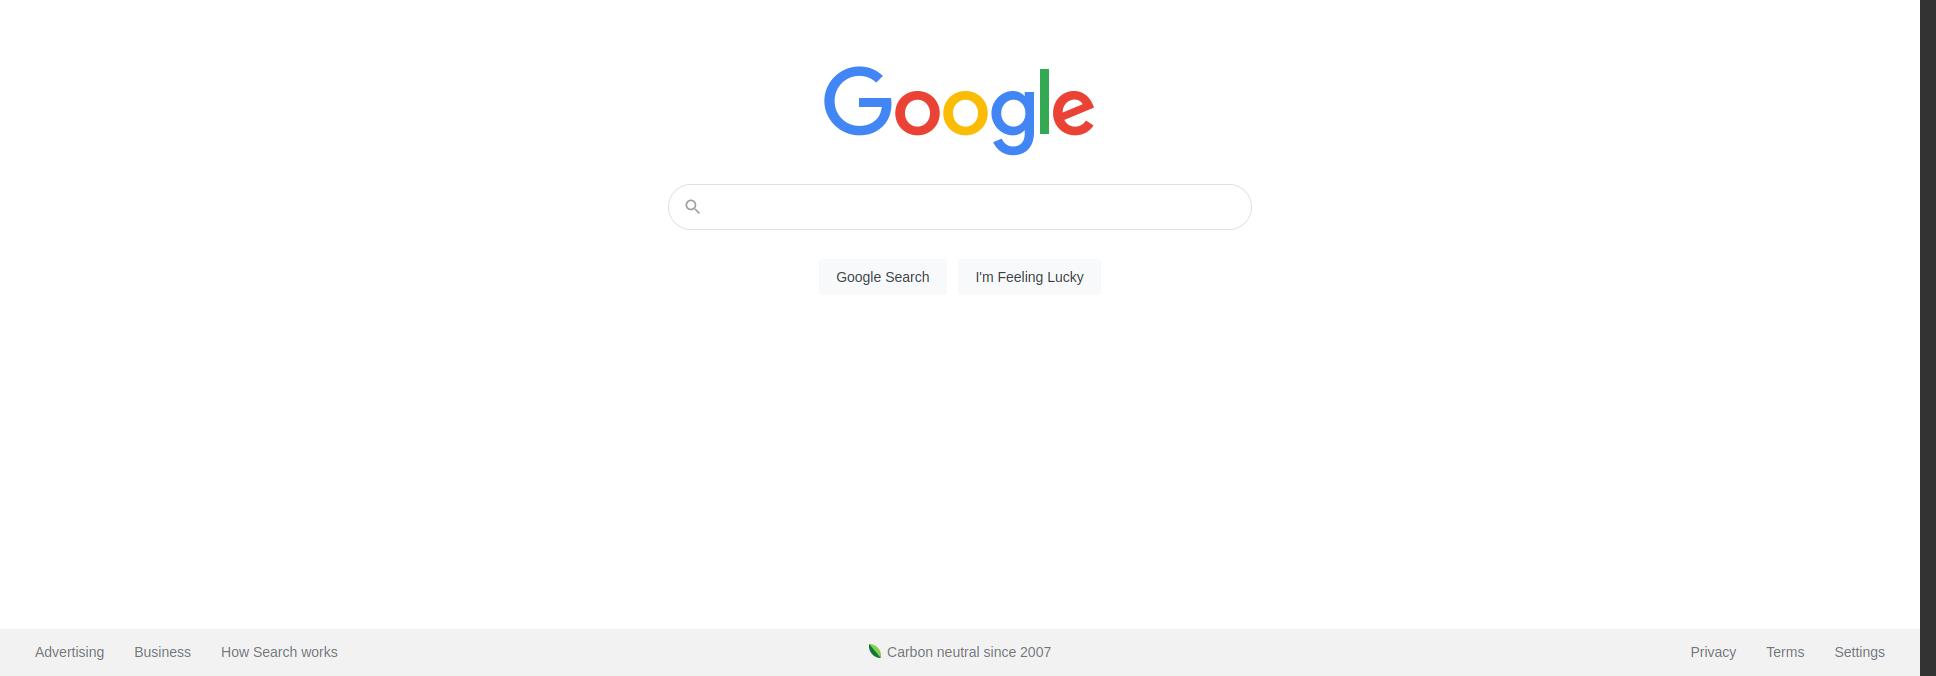 Google
Google Search I'm Feeling Lucky
Advertising Business How Search works Carbon neutral since 2007 Privacy Terms Settings